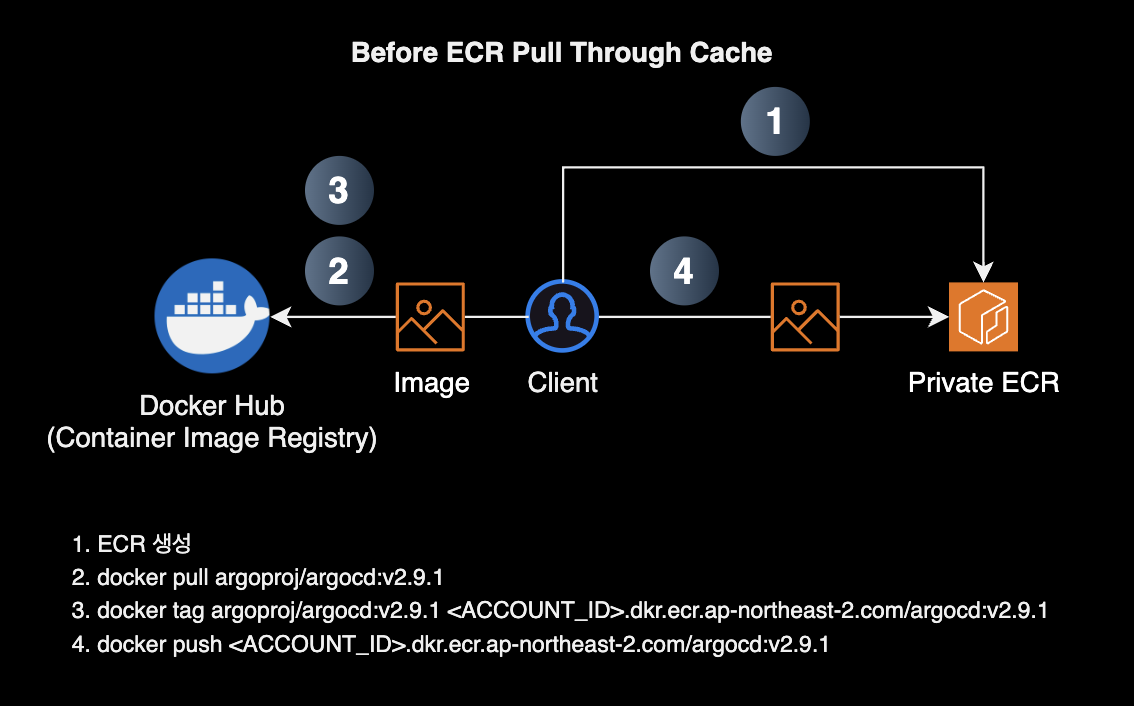 Before ECR Pull Through Cache
1
3
2
4
Image
Client
Private ECR
Docker Hub
(Container Image Registry)
1. ECR 생성
2. docker pull argoproj/argocd:v2.9.1
3. docker tag argoproj/argocd:v2.9.1 <ACCOUNT_ID>.dkr.ecr.ap-northeast-2.com/argocd:v2.9.1
4. docker push <ACCOUNT_ID>.dkr.ecr.ap-northeast-2.com/argocd:v2.9.1